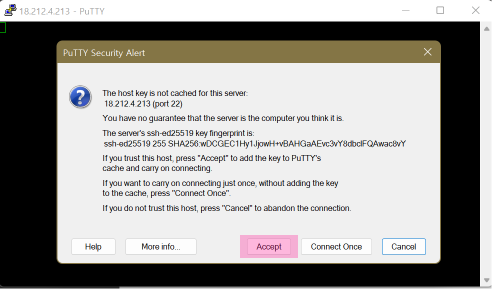 18.212.4.213 - PuTTY
PuTTY Security Alert
The host key is not cached for this server:
18.212.4.213 (port 22)
You have no guarantee that the server is the computer you think it is.
The server's ssh-ed25519 key fingerprint is:
ssh-ed25519 255 SHA256:wDCGEC1Hy1JjowH+vBAHGaAEvc3vY8dbclFQAwac8vY
If you trust this host, press "Accept" to add the key to PuTTY's
cache and carry on connecting.
If you want to carry on connecting just once, without adding the key
to the cache, press "Connect Once".
If you do not trust this host, press "Cancel" to abandon the connection.
Help More info... Accept Connect Once Cancel